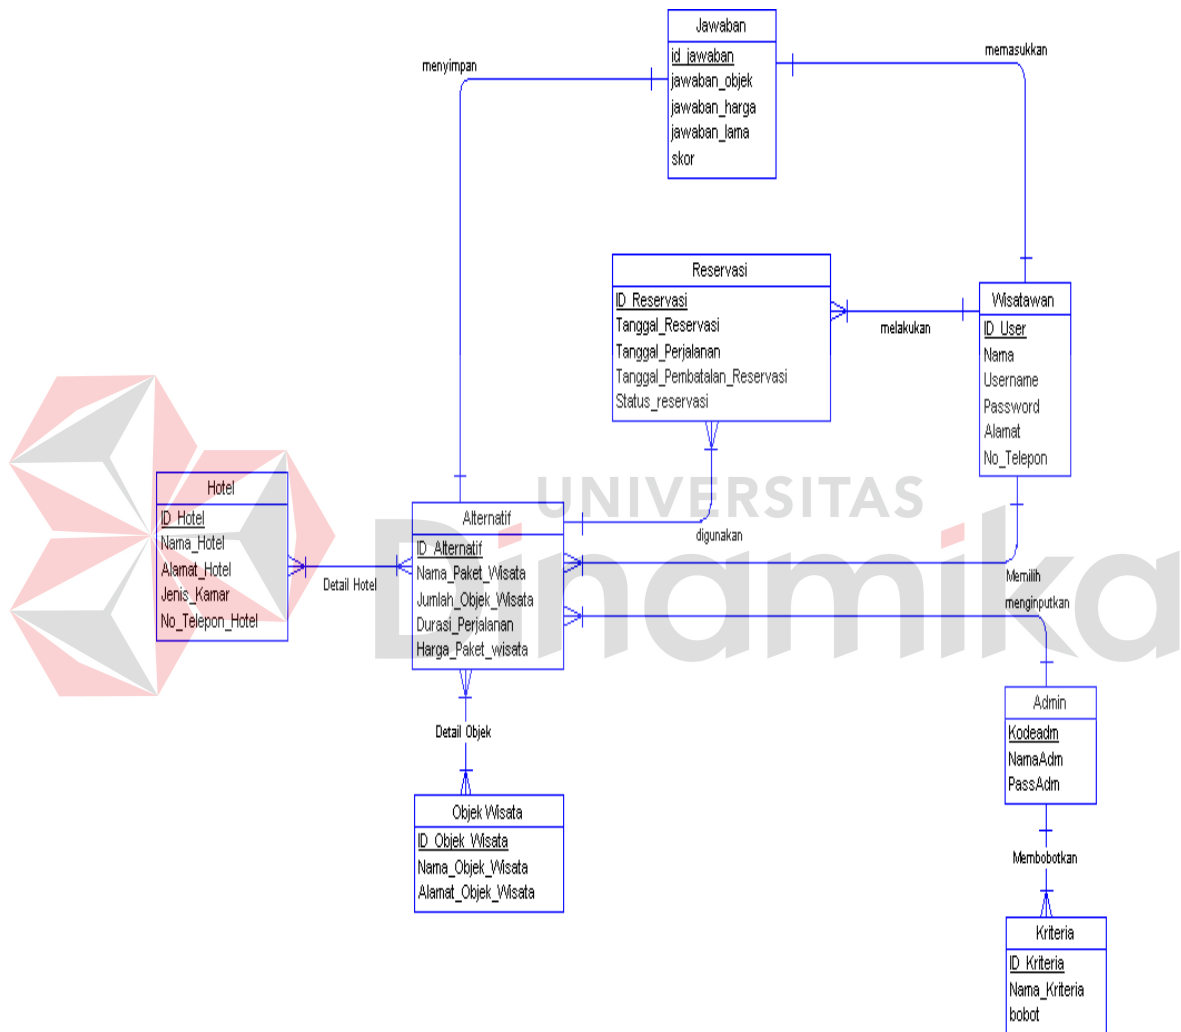 Jawaban
id_jawaban
jawaban_objek
jawaban_harga
jawaban_lama
skor
menyimpan
memasukkan
Reservasi
ID_Reservasi
Tanggal_Reservasi
Tanggal_Perjalanan
Tanggal_Pembatalan_Reservasi
Status_reservasi
melakukan
Wisatawan
ID_User
Nama
Username
Password
Alamat
No_Telepon
Hotel
ID_Hotel
Nama_Hotel
Alamat_Hotel
Jenis_Kamar
No_Telepon_Hotel
Detail Hotel
Alternatif
ID_Alternatif
Nama_Paket_Wisata
Jumlah_Objek_Wisata
Durasi_Perjalanan
Harga_Paket_wisata
digunakan
UNIVERSITAS
Dinamika
Memilih
menginputkan
Detail Objek
Objek Wisata
ID_Objek_Wisata
Nama_Objek_Wisata
Alamat_Objek_Wisata
Admin
Kodeadm
NamaAdm
PassAdm
Membobotkan
Kriteria
ID_Kriteria
Nama_Kriteria
bobot